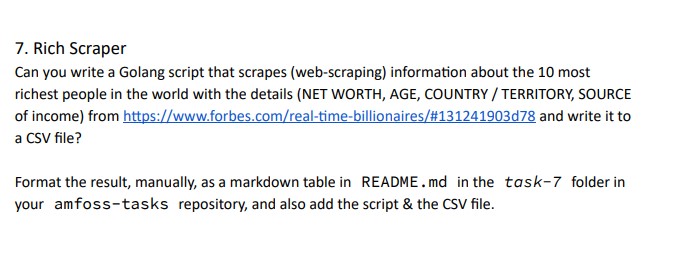 7. Rich Scraper
Can you write a Golang script that scrapes (web-scraping) information about the 10 most
richest people in the world with the details (NET WORTH, AGE, COUNTRY / TERRITORY, SOURCE
of income) from https://www.forbes.com/real-time-billionaires/#131241903d78 and write it to
a CSV file?
Format the result, manually, as a markdown table in README.md in the task-7 folder in
your amfoss-tasks repository, and also add the script & the CSV file.